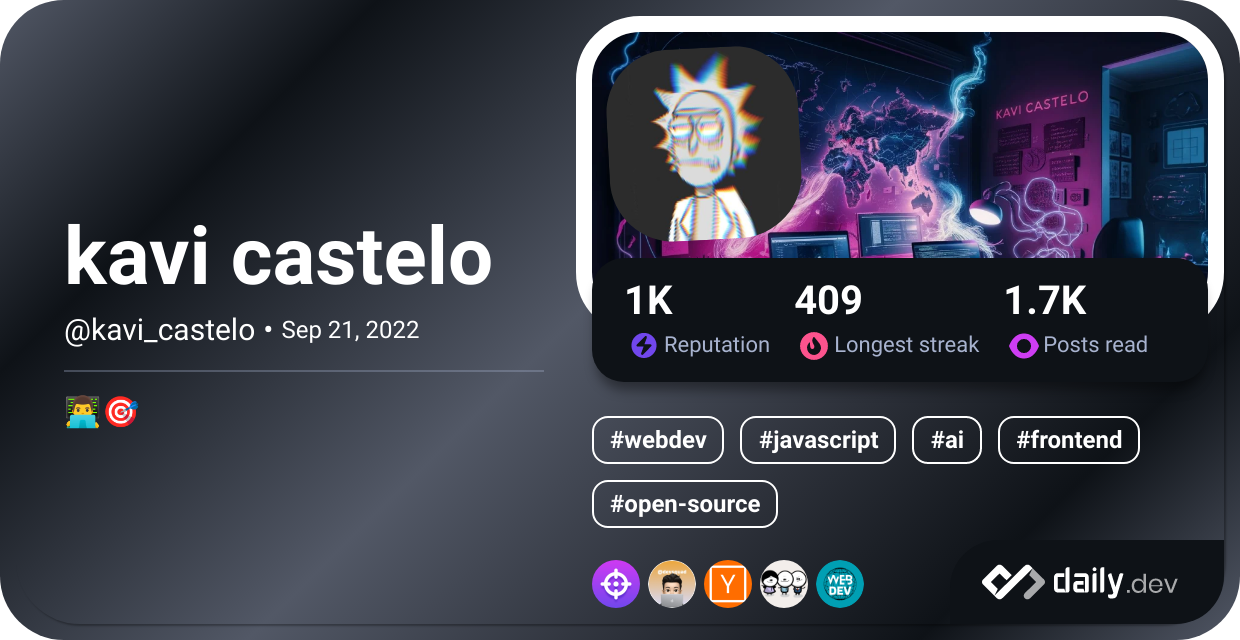 kavi castelo
@kavi_castelo • Sep 21, 2022
KAVI CASTELO
1K
409
1.7K
Reputation
Longest streak
Posts read
#webdev
#javascript
#ai
#frontend
#open-source
Y
WEB
DEV
daily.dev